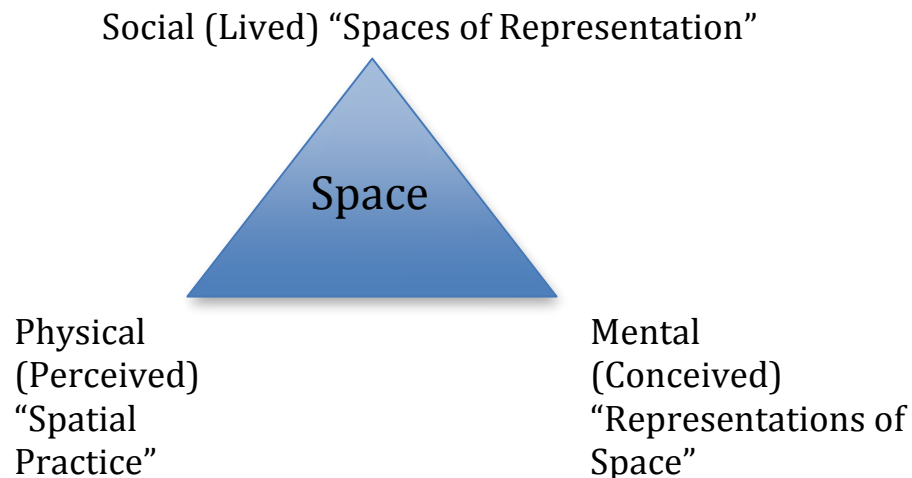 Social (Lived) “Spaces of Representation”
Space
Physical
(Perceived)
“Spatial
Practice”
Mental
(Conceived)
“Representations of
Space”